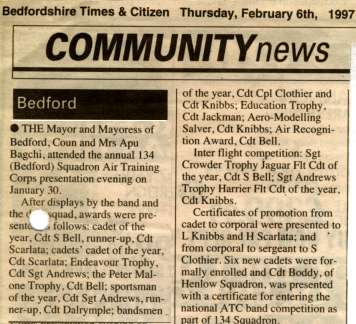 Bedfordshire Times & Citizen Thursday, February 6th, 1997
COMMUNITYnews
Bedford
● THE Mayor and Mayoress of
Bedford, Coun and Mrs Apu
Bagchi, attended the annual 134
(Bedford) Squadron Air Training
Corps presentation evening on
January 30.
After displays by the band and
the squad, awards were pre-
as follows: cadet of the
year, Cdt S Bell, runner-up, Cdt
Scarlata; cadets' cadet of the year,
Cdt Scarlata; Endeavour Trophy,
Cdt Sgt Andrews; the Peter Mal-
one Trophy, Cdt Bell; sportsman
of the year, Cdt Sgt Andrews, run-
ner-up, Cdt Dalrymple; bandsmen
of the year, Cdt Cpl Clothier and
Cdt Knibbs; Education Trophy,
Cdt Jackman; Aero-Modelling
Salver, Cdt Knibbs; Air Recogni-
tion Award, Cdt Bell.
Inter flight competition: Sgt
Crowder Trophy Jaguar Flt Cdt of
the year, Cdt S Bell; Sgt Andrews
Trophy Harrier Flt Cdt of the year,
Cdt Knibbs.
Certificates of promotion from
cadet to corporal were presented to
L Knibbs and H Scarlata; and
from corporal to sergeant to S
Clothier. Six new cadets were for-
mally enrolled and Cdt Boddy, of
Henlow Squadron, was presented
with a certificate for entering the
national ATC band competition as
part of 134 Squadron.